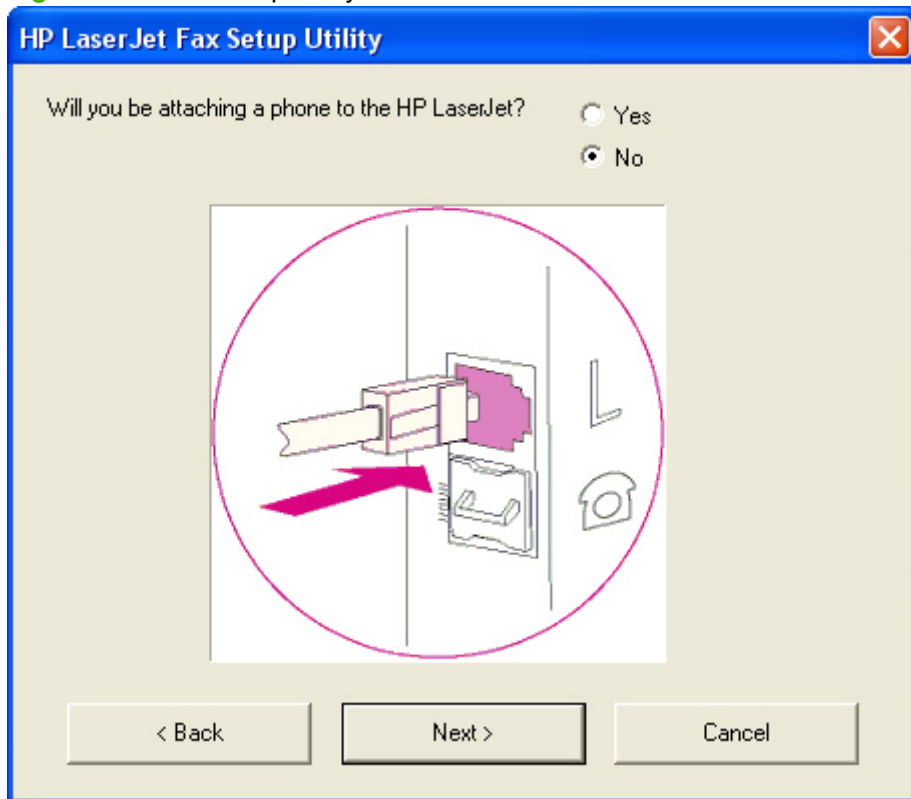 HP LaserJet Fax Setup Utility
Will you be attaching a phone to the HP LaserJet?
Yes
No
L
< Back
Next >
Cancel